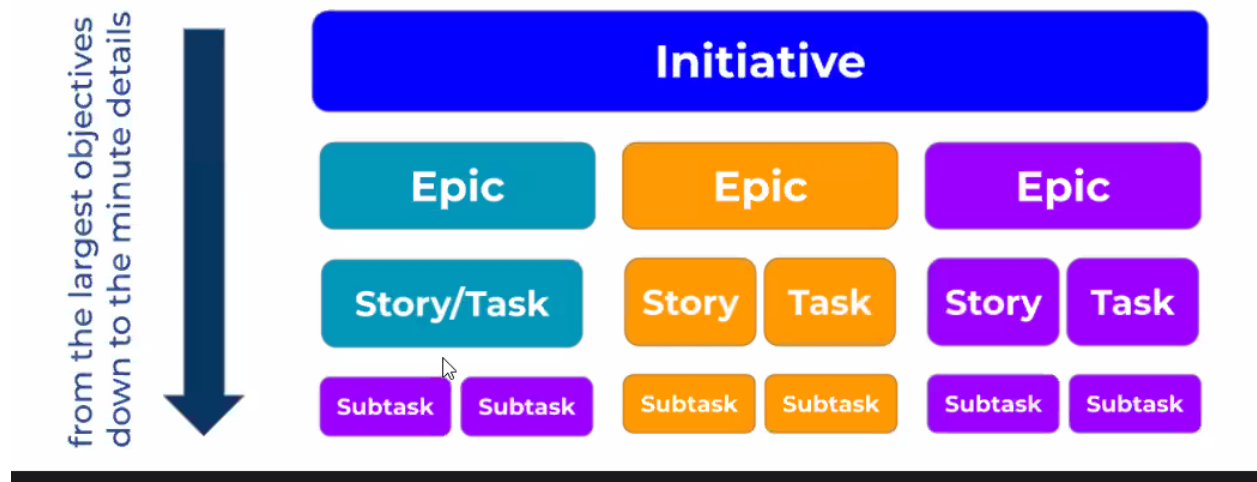 from the largest objectives
down to the minute details
Initiative
Epic Epic Epic
Story/Task Story Task Story Task
Subtask Subtask Subtask Subtask Subtask Subtask